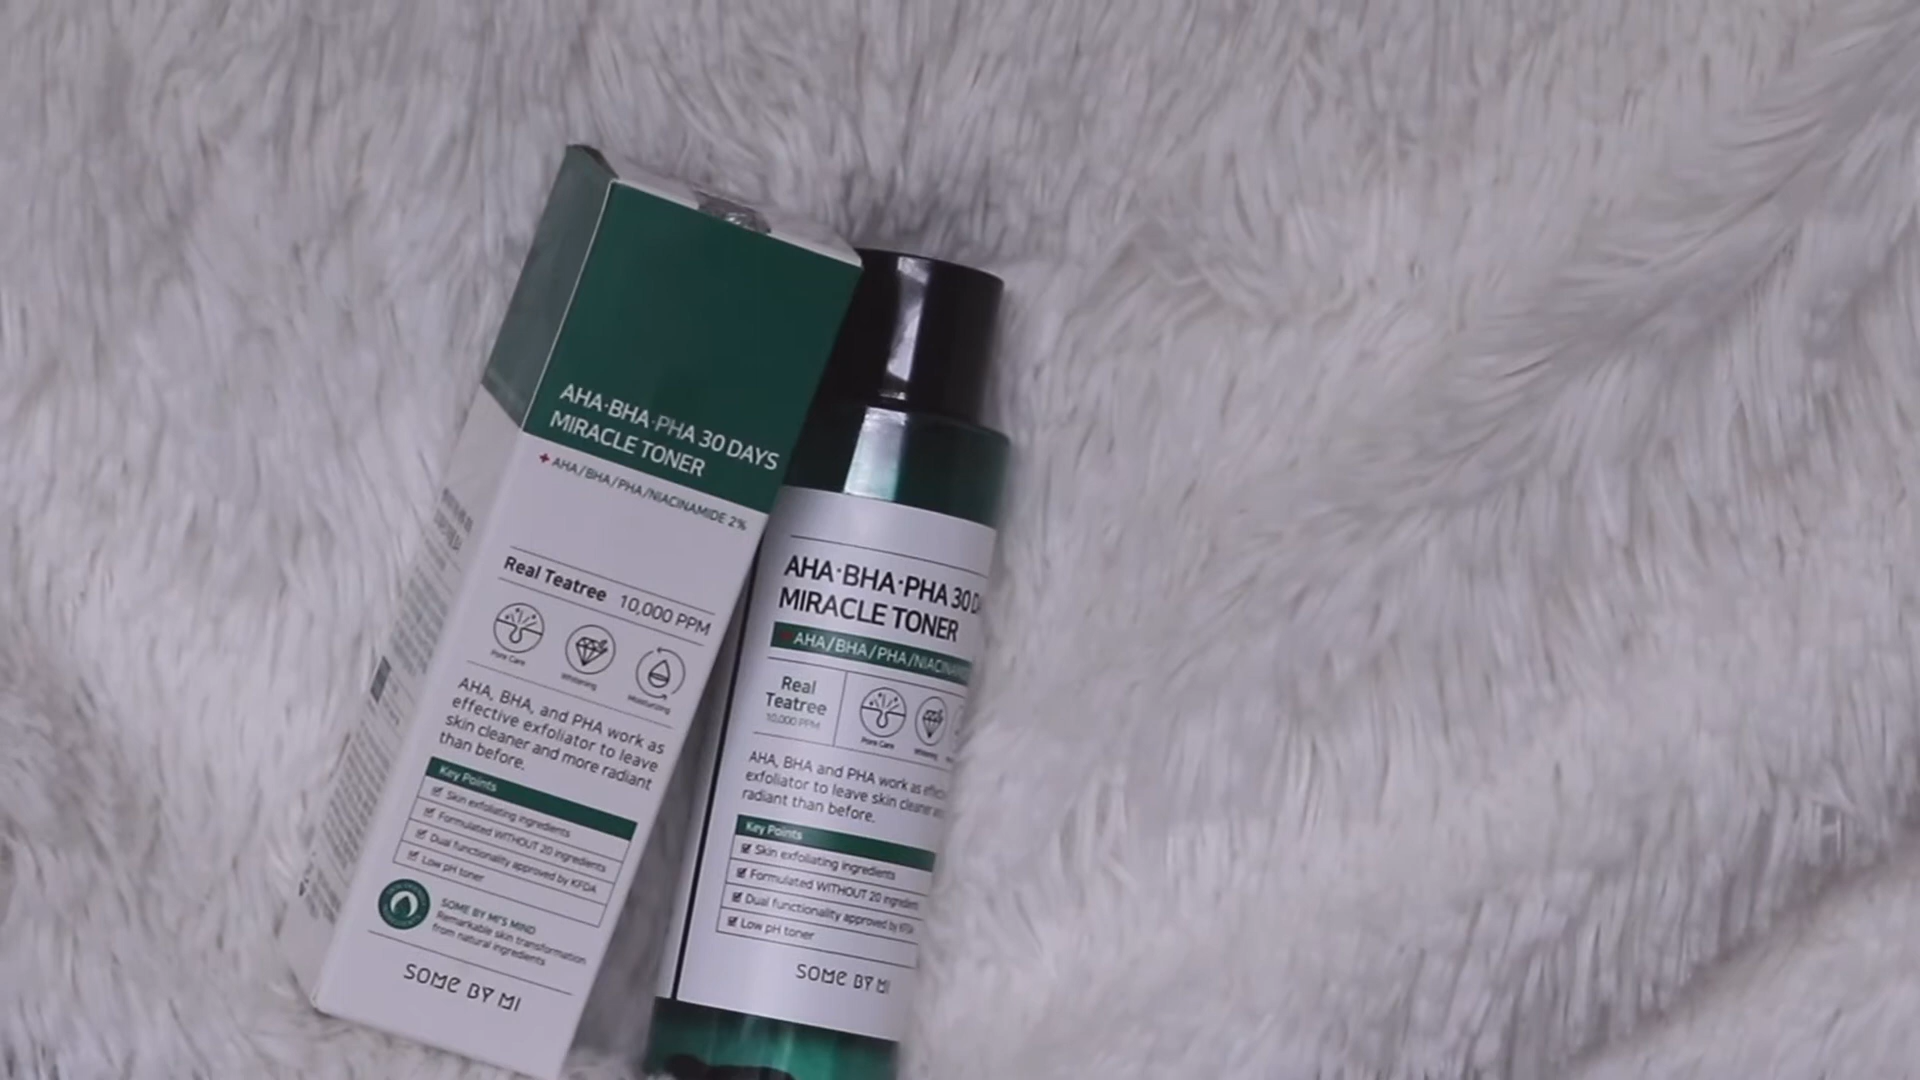 AHA·BHA·PHA 30 DAYS
MIRACLE TONER
+ AHA/BHA/PHA/NIACINAMIDE 2%
Real Teatree 10,000 PPM
Pore Care
Whitening
Moisturizing
AHA, BHA, and PHA work as
effective exfoliator to leave
skin cleaner and more radiant
than before.
Key Points
Skin exfoliating ingredients
Formulated WITHOUT 20 ingredients
Dual functionality approved by KFDA
Low pH toner
SOME BY MI'S MIND
Remarkable skin transformation
from natural ingredients
SOME BY MI
AHA·BHA·PHA 30 D
MIRACLE TONER
+ AHA/BHA/PHA/NIACINA
Real
Teatree
10,000 PPM
Pore Care
Whitening
AHA, BHA and PHA work as effec
exfoliator to leave skin cleaner
radiant than before.
Key Points
Skin exfoliating ingredients
Formulated WITHOUT 20 ingredien
Dual functionality approved by KFDA
Low pH toner
SOME BY MI